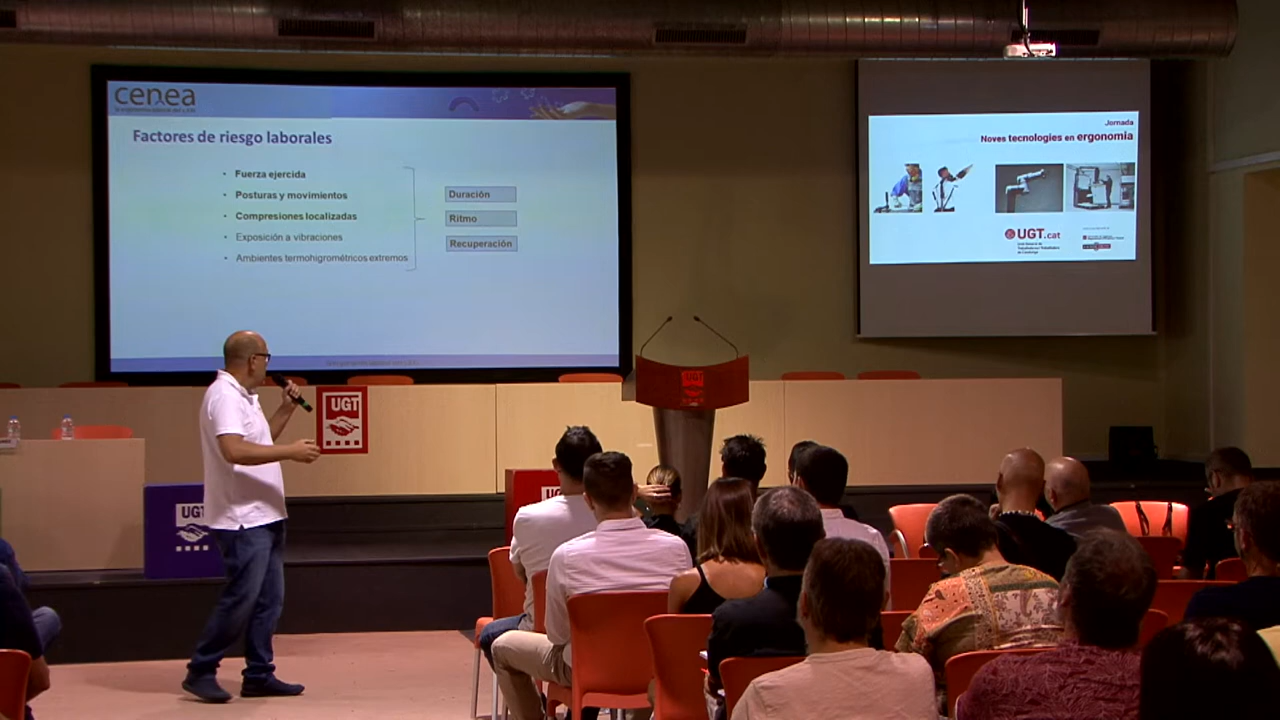 cenea
Factores de riesgo laborales
• Fuerza ejercida
• Posturas y movimientos
• Compresiones localizadas
• Exposición a vibraciones
• Ambientes termohigrométricos extremos
Duración
Ritmo
Recuperación
Jornada
Noves tecnologies en ergonomia
UGT.cat
UGT
UGT
UGT